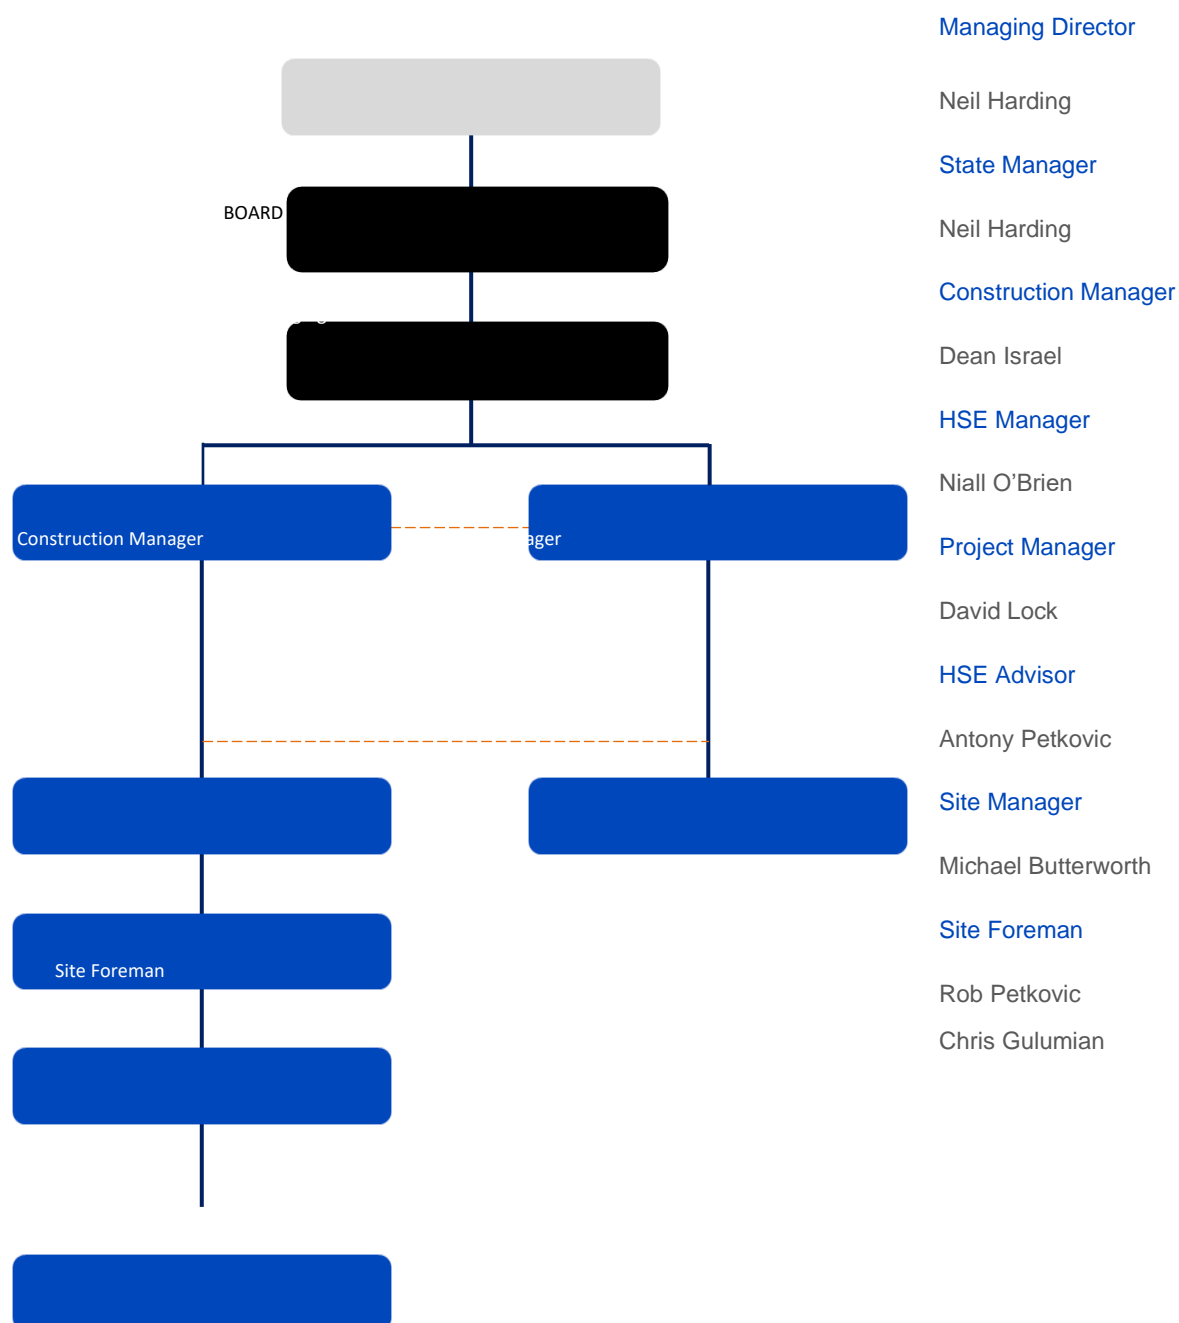 Managing Director
Neil Harding
State Manager
BOARD
Neil Harding
Construction Manager
Dean Israel
HSE Manager
Niall O’Brien
Construction Manager
Project Manager
David Lock
HSE Advisor
Antony Petkovic
Site Manager
Michael Butterworth
Site Foreman
Site Foreman
Rob Petkovic
Chris Gulumian